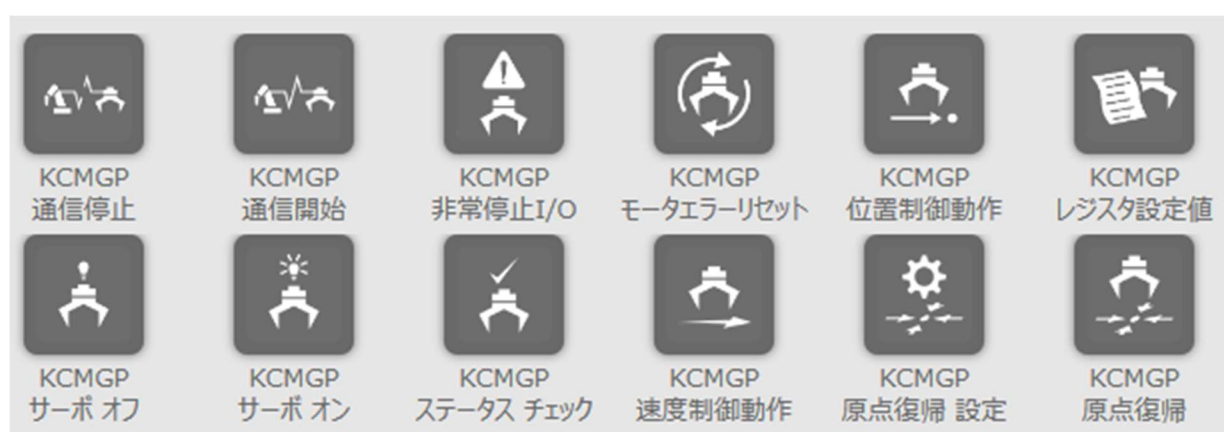 KCMGP
通信停止
KCMGP
通信開始
KCMGP
非常停止I/O
KCMGP
モータエラーリセット
KCMGP
位置制御動作
KCMGP
レジスタ設定値
KCMGP
サーボ オフ
KCMGP
サーボ オン
KCMGP
ステータス チェック
KCMGP
速度制御動作
KCMGP
原点復帰 設定
KCMGP
原点復帰